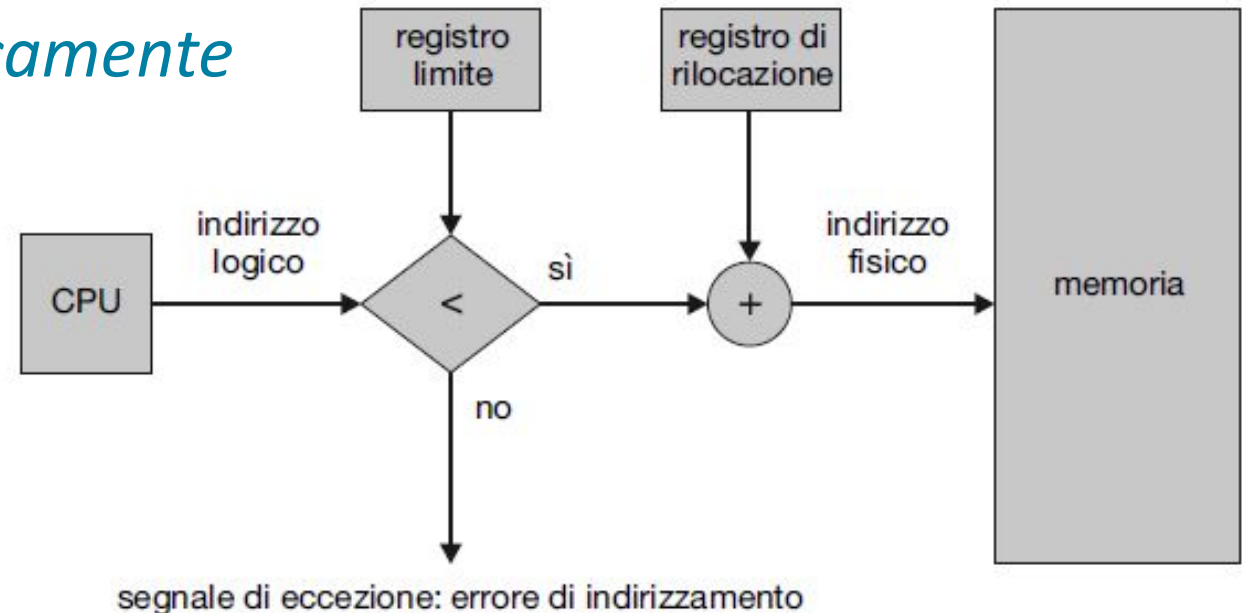 camente
registro
limite
registro di
rilocazione
indirizzo
logico
CPU
<
sì
+
indirizzo
fisico
memoria
no
segnale di eccezione: errore di indirizzamento